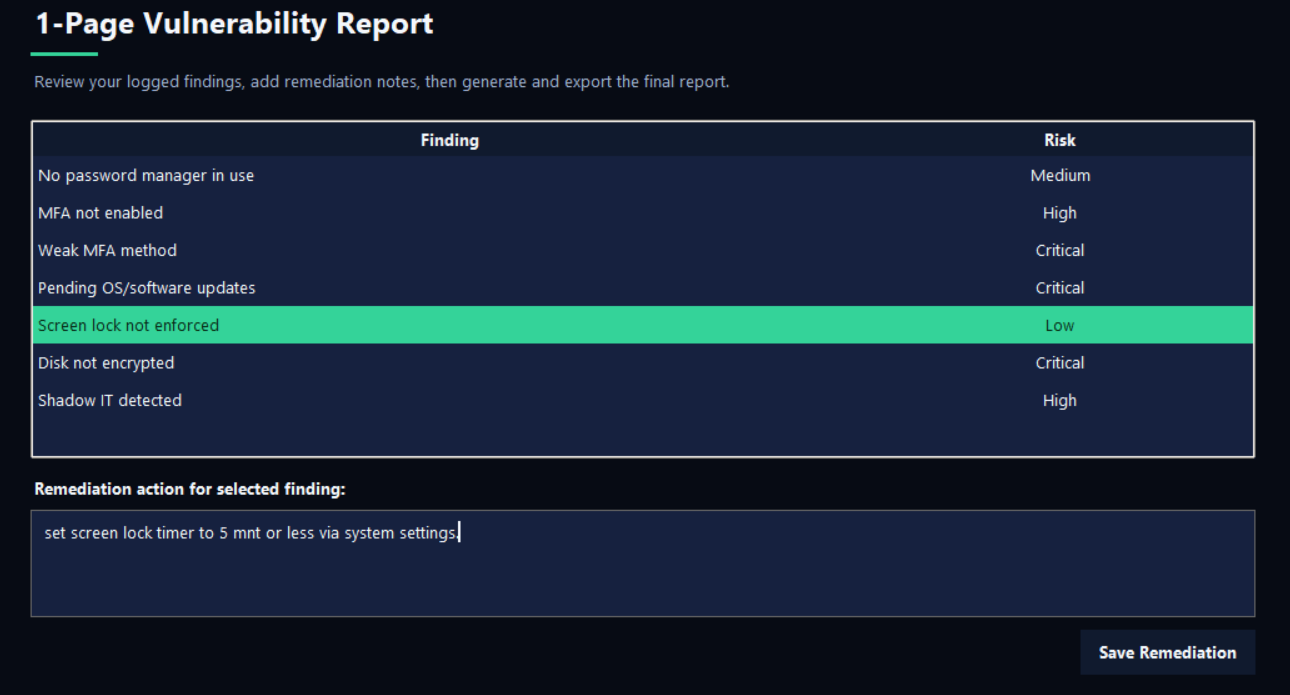 1-Page Vulnerability Report
Review your logged findings, add remediation notes, then generate and export the final report.
Finding Risk
No password manager in use Medium
MFA not enabled High
Weak MFA method Critical
Pending OS/software updates Critical
Screen lock not enforced Low
Disk not encrypted Critical
Shadow IT detected High
Remediation action for selected finding:
set screen lock timer to 5 mnt or less via system settings.
Save Remediation